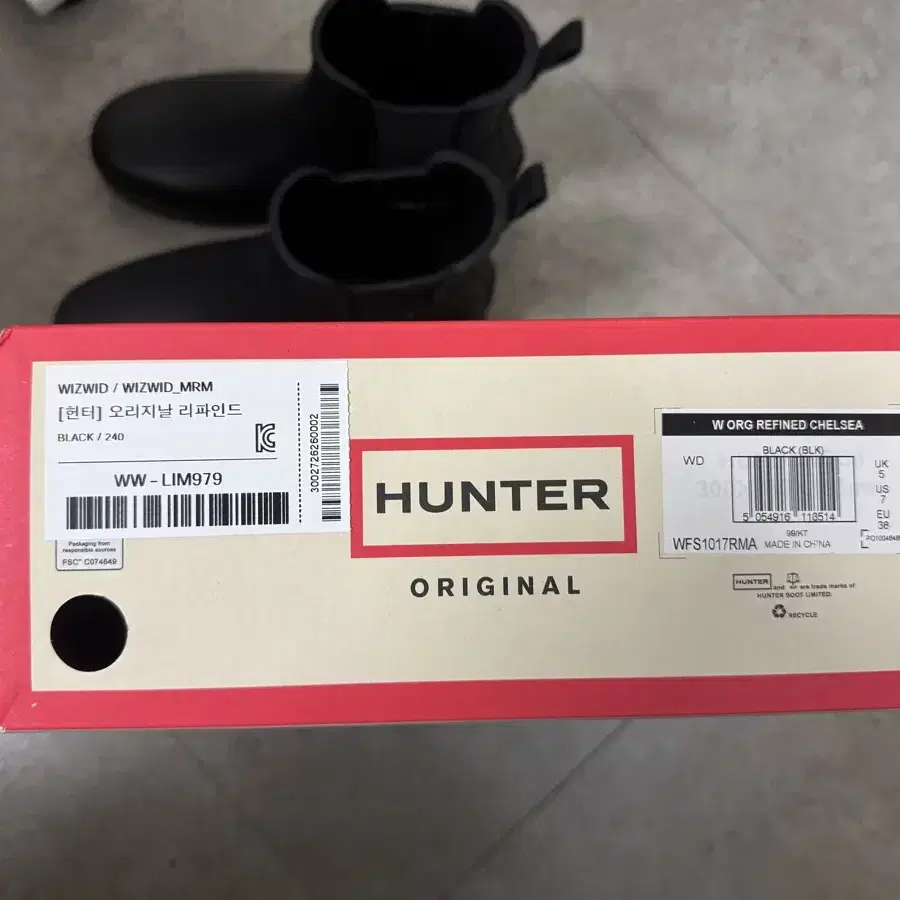 WIZWID / WIZWID_MRM
[헌터] 오리지날 리파인드
BLACK / 240
WW-LIM979
3002726260002
Packaging from
responsible sources
FSC® C074649
HUNTER
ORIGINAL
W ORG REFINED CHELSEA
BLACK (BLK)
WD
5 054916 113514
99/KT
WFS1017RMA MADE IN CHINA
UK
5
US
7
EU
38
HUNTER and are trade marks of
HUNTER BOOT LIMITED.
RECYCLE